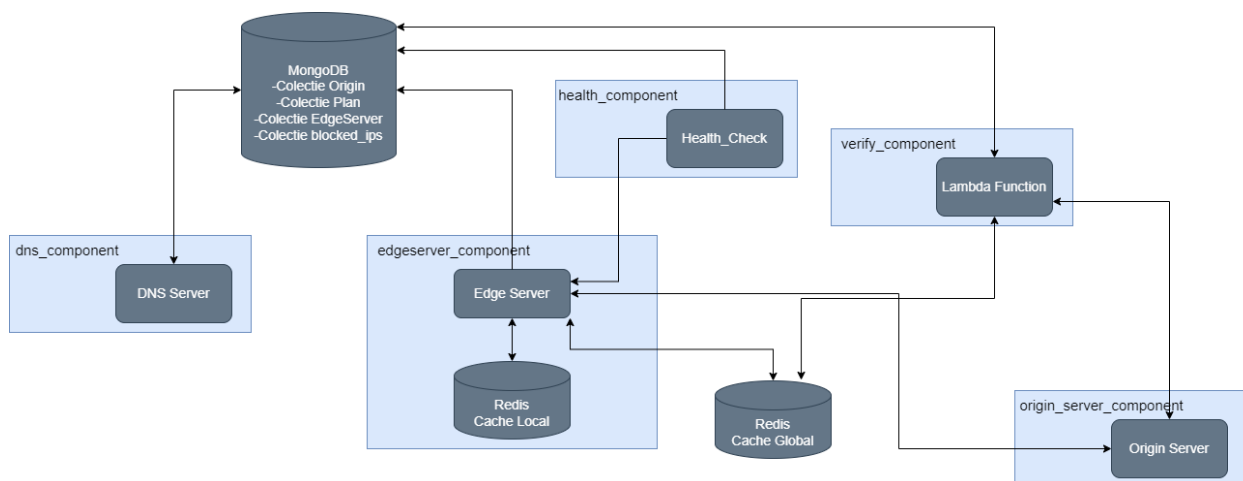 MongoDB
-Colectie Origin
-Colectie Plan
-Colectie EdgeServer
-Colectie blocked_ips
health_component
Health_Check
verify_component
Lambda Function
dns_component
DNS Server
edgeserver_component
Edge Server
Redis
Cache Local
Redis
Cache Global
origin_server_component
Origin Server